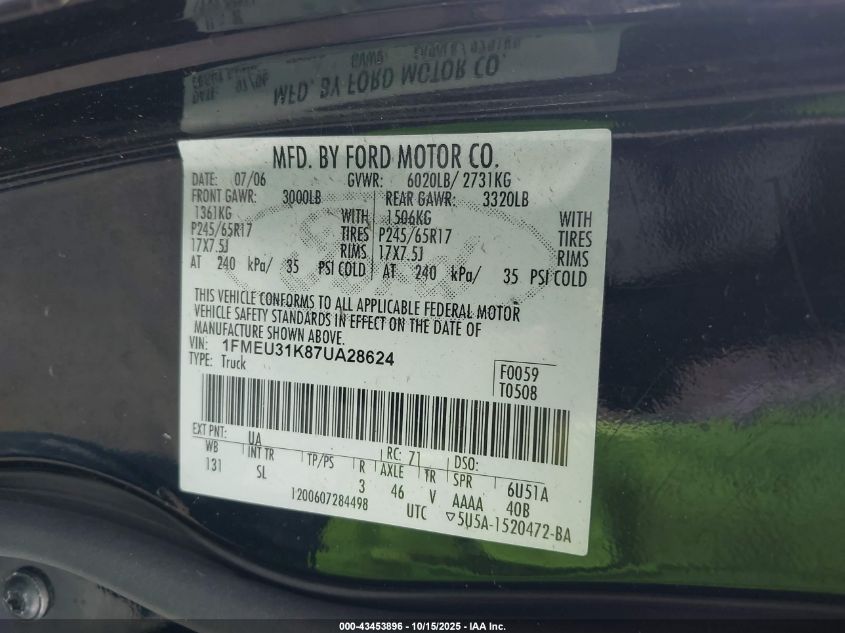 MFD. BY FORD MOTOR CO.
DATE: 07/06 GVWR: 6020LB/ 2731KG
FRONT GAWR: 3000LB REAR GAWR: 3320LB
1361KG WITH 1506KG WITH
P245/65R17 TIRES P245/65R17 TIRES
17X7.5J RIMS 17X7.5J RIMS
AT 240 kPa/ 35 PSI COLD AT 240 kPa/ 35 PSI COLD
THIS VEHICLE CONFORMS TO ALL APPLICABLE FEDERAL MOTOR
VEHICLE SAFETY STANDARDS IN EFFECT ON THE DATE OF
MANUFACTURE SHOWN ABOVE.
VIN: 1FMEU31K87UA28624
TYPE: Truck
F0059
T0508
EXT PNT: UA RC: 71 DSO:
WB INT TR TP/PS R AXLE TR SPR 6U51A
131 SL 3 46 V AAAA 40B
1200607284498 UTC ▽5U5A-1520472-BA
000-43453896 - 10/15/2025 - IAA Inc.